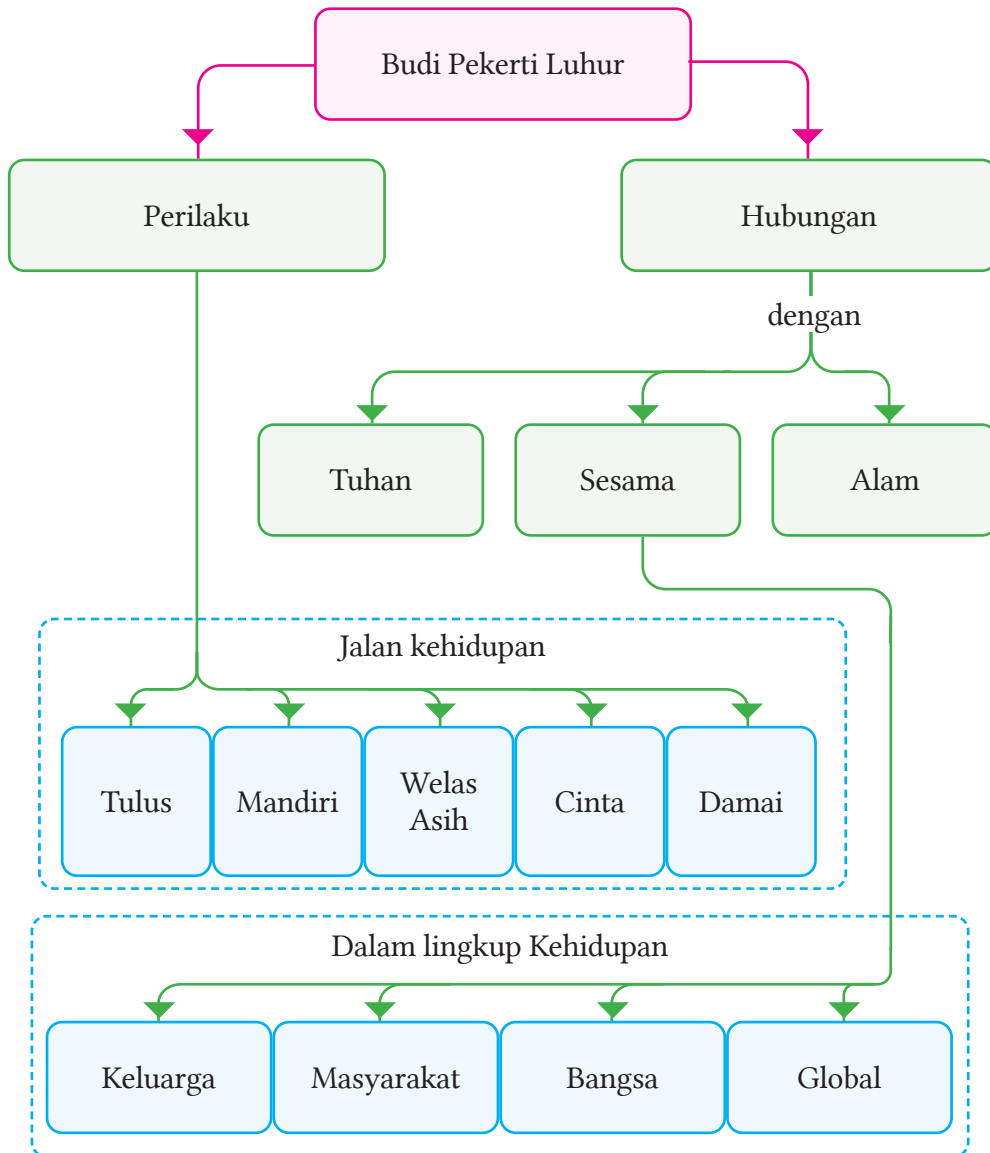 Budi Pekerti Luhur
Perilaku
Hubungan
dengan
Tuhan
Sesama
Alam
Jalan kehidupan
Tulus
Mandiri
Welas
Asih
Cinta
Damai
Dalam lingkup Kehidupan
Keluarga
Masyarakat
Bangsa
Global